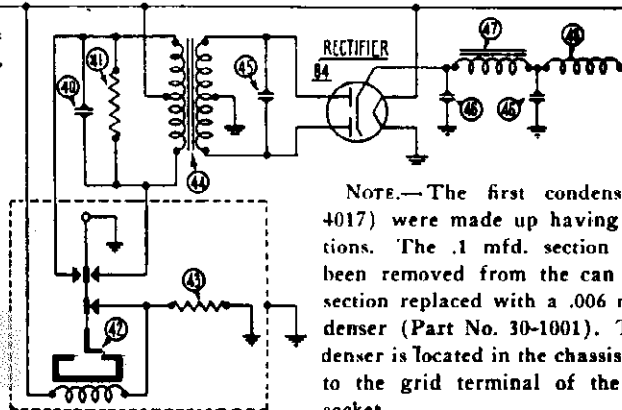 47
RECTIFIER
84
41
45
40
46
46
44
NOTE.—The first condens
4017) were made up having
tions. The .1 mfd. section
been removed from the can
section replaced with a .006 m
denser (Part No. 30-1001). T
denser is located in the chassis
to the grid terminal of the
43
42